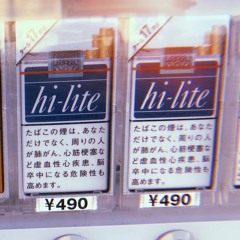 hi-lite
たばこの煙は、あなた
だけでなく、周りの人
が肺がん、心筋梗塞な
ど虚血性心疾患、脳
卒中になる危険性も
高めます。
¥490
hi-lite
たばこの煙は、あなた
だけでなく、周りの人
が肺がん、心筋梗塞な
ど虚血性心疾患、脳
卒中になる危険性も
高めます。
¥490